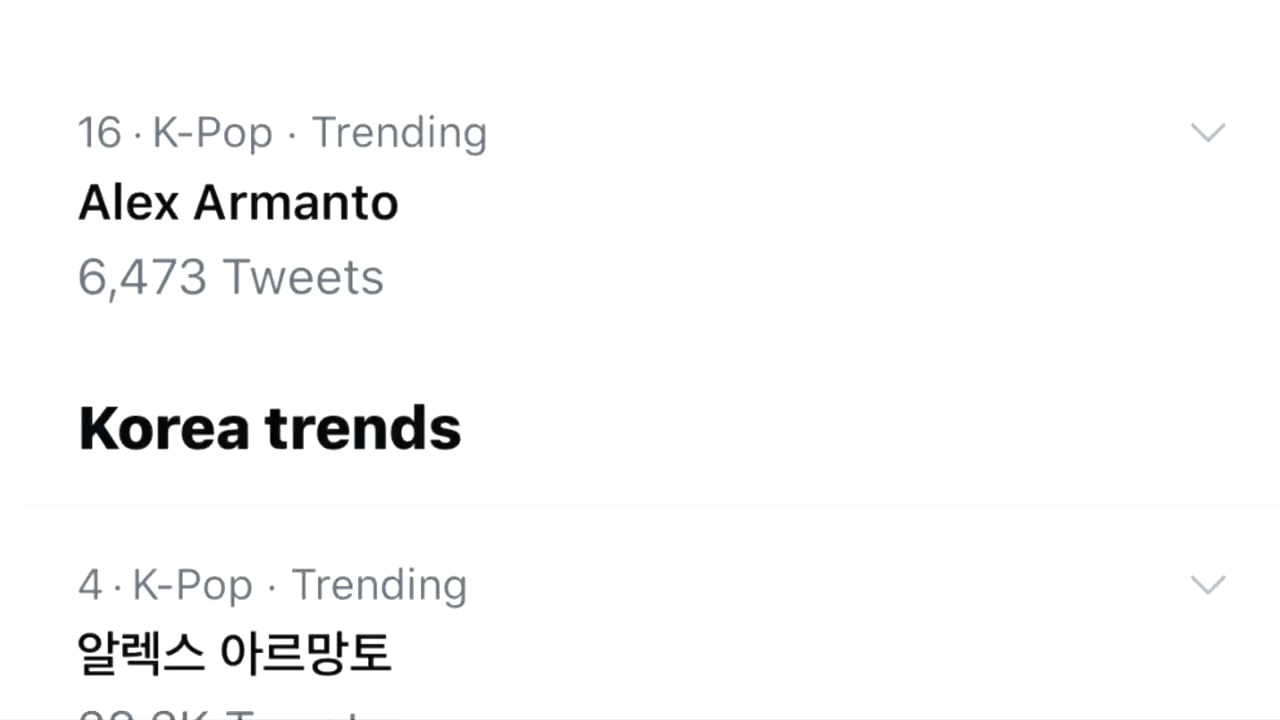 16 · K-Pop · Trending
Alex Armanto
6,473 Tweets
Korea trends
4 · K-Pop · Trending
알렉스 아르망토